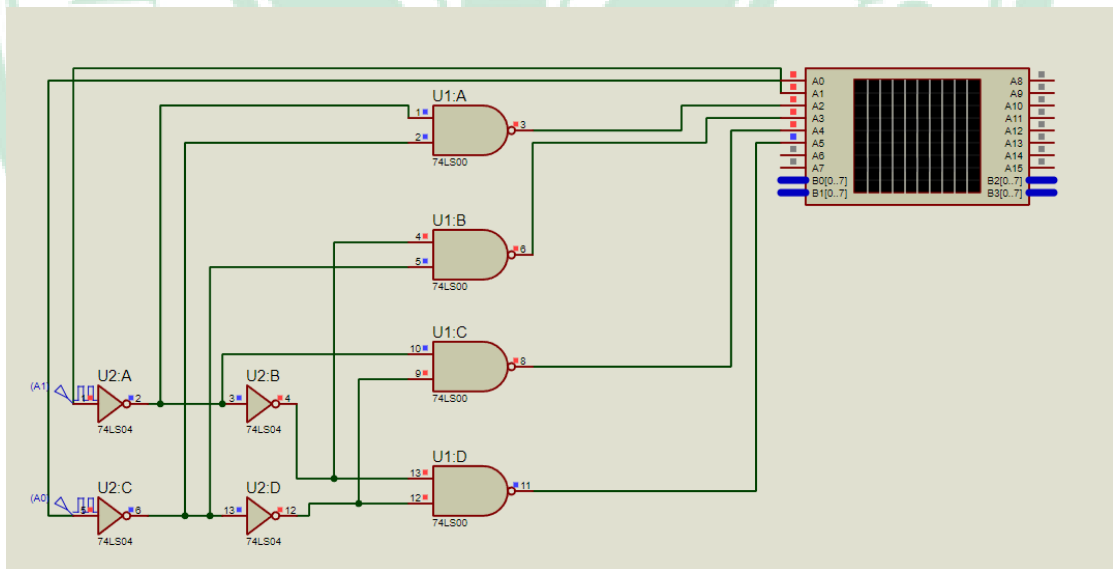 U1:A
1
2
3
74LS00
U1:B
4
5
6
74LS00
U1:C
10
9
8
74LS00
U1:D
13
12
11
74LS00
(A1)
U2:A
1
2
74LS04
U2:B
3
4
74LS04
(A0)
U2:C
5
6
74LS04
U2:D
13
12
74LS04
A0 A8
A1 A9
A2 A10
A3 A11
A4 A12
A5 A13
A6 A14
A7 A15
B0[0..7] B2[0..7]
B1[0..7] B3[0..7]